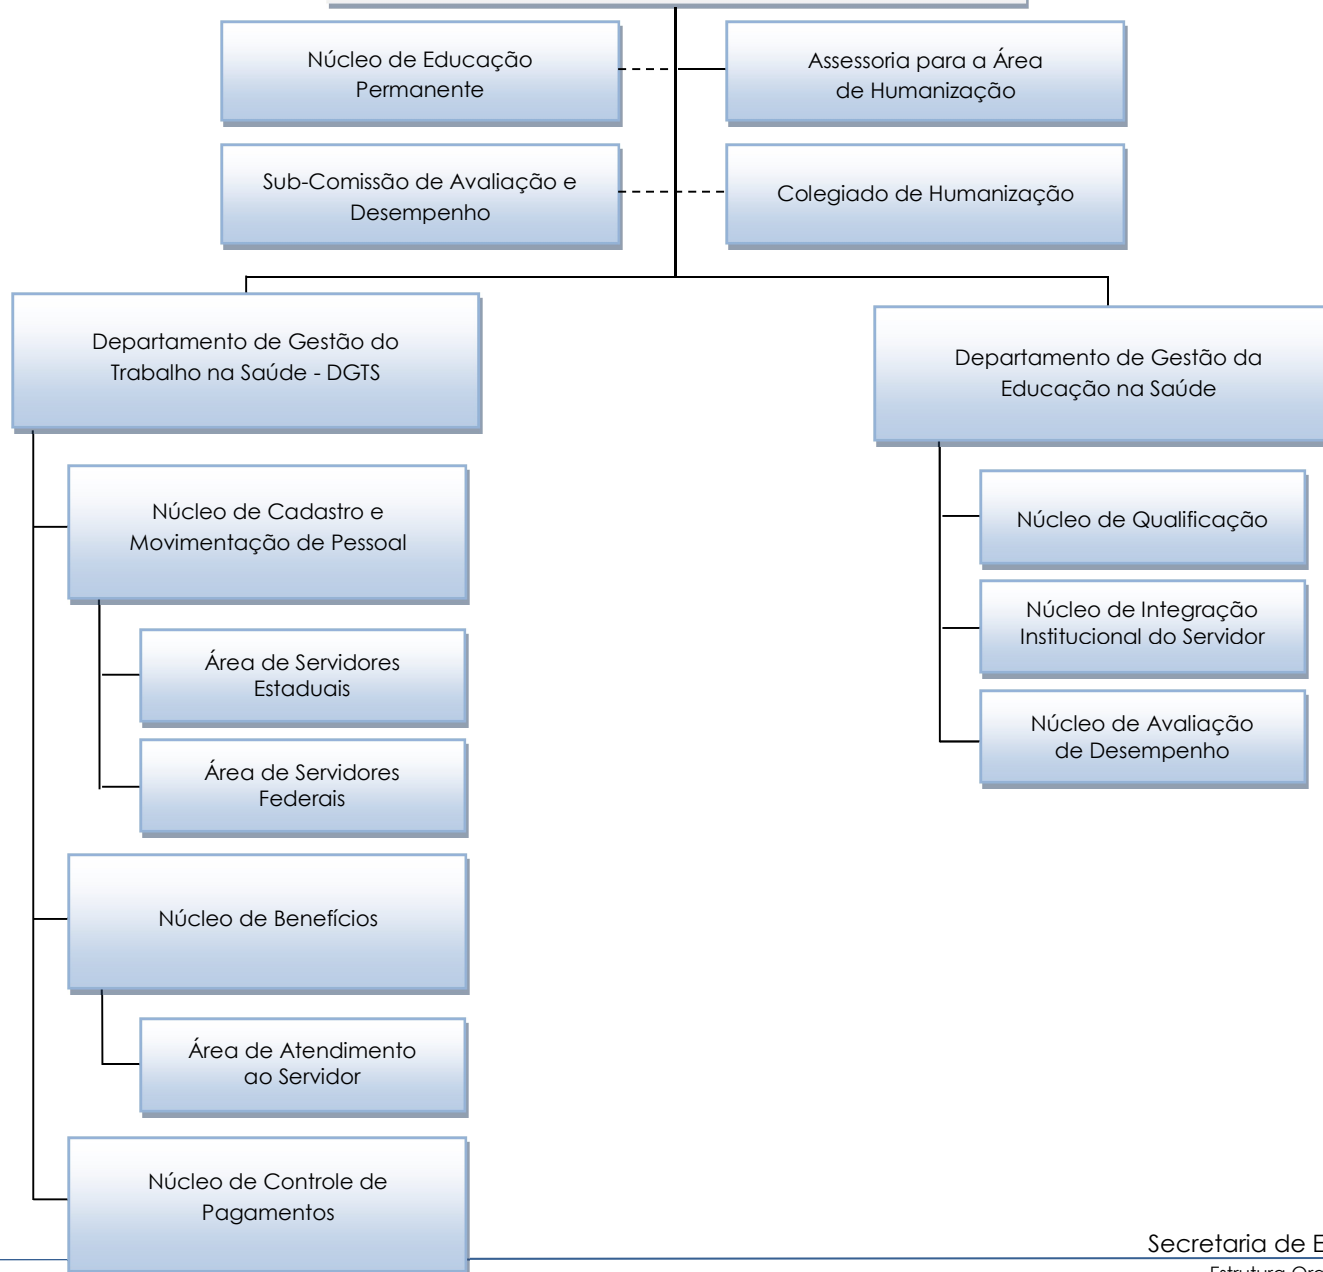 Núcleo de Educação
Permanente
Assessoria para a Área
de Humanização
Sub-Comissão de Avaliação e
Desempenho
Colegiado de Humanização
Departamento de Gestão do
Trabalho na Saúde - DGTS
Departamento de Gestão da
Educação na Saúde
Núcleo de Cadastro e
Movimentação de Pessoal
Área de Servidores
Estaduais
Área de Servidores
Federais
Núcleo de Benefícios
Área de Atendimento
ao Servidor
Núcleo de Controle de
Pagamentos
Núcleo de Qualificação
Núcleo de Integração
Institucional do Servidor
Núcleo de Avaliação
de Desempenho
Secretaria de E
Estrutura